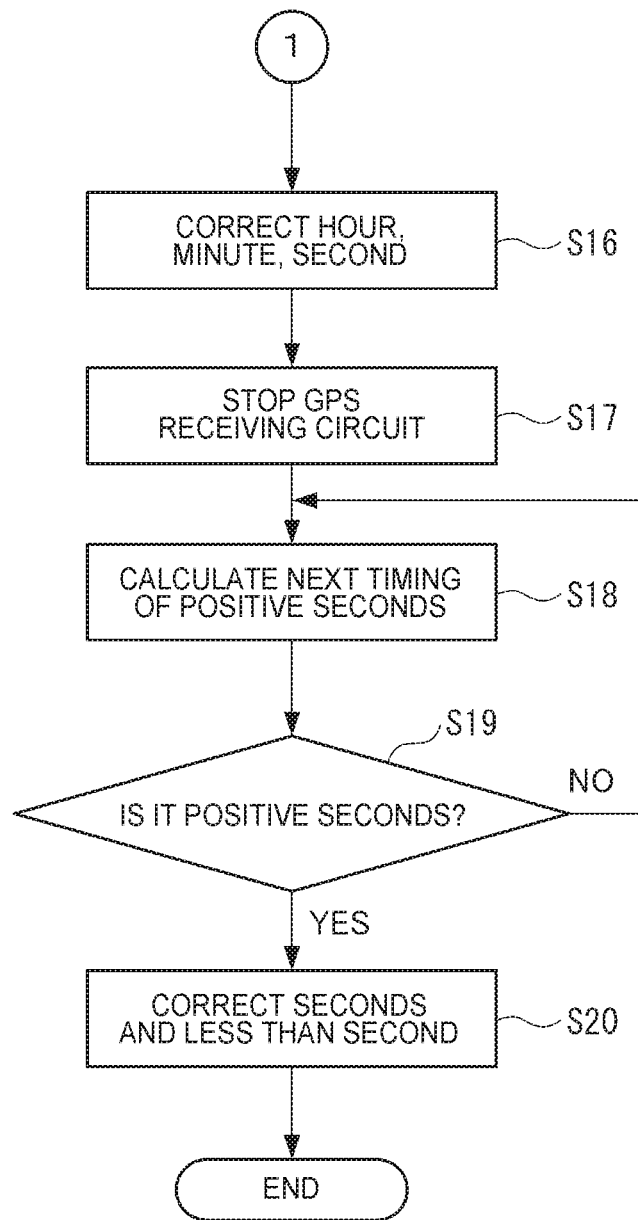 1
CORRECT HOUR,
MINUTE, SECOND
S16
STOP GPS
RECEIVING CIRCUIT
S17
CALCULATE NEXT TIMING
OF POSITIVE SECONDS
S18
S19
IS IT POSITIVE SECONDS?
NO
YES
CORRECT SECONDS
AND LESS THAN SECOND
S20
END